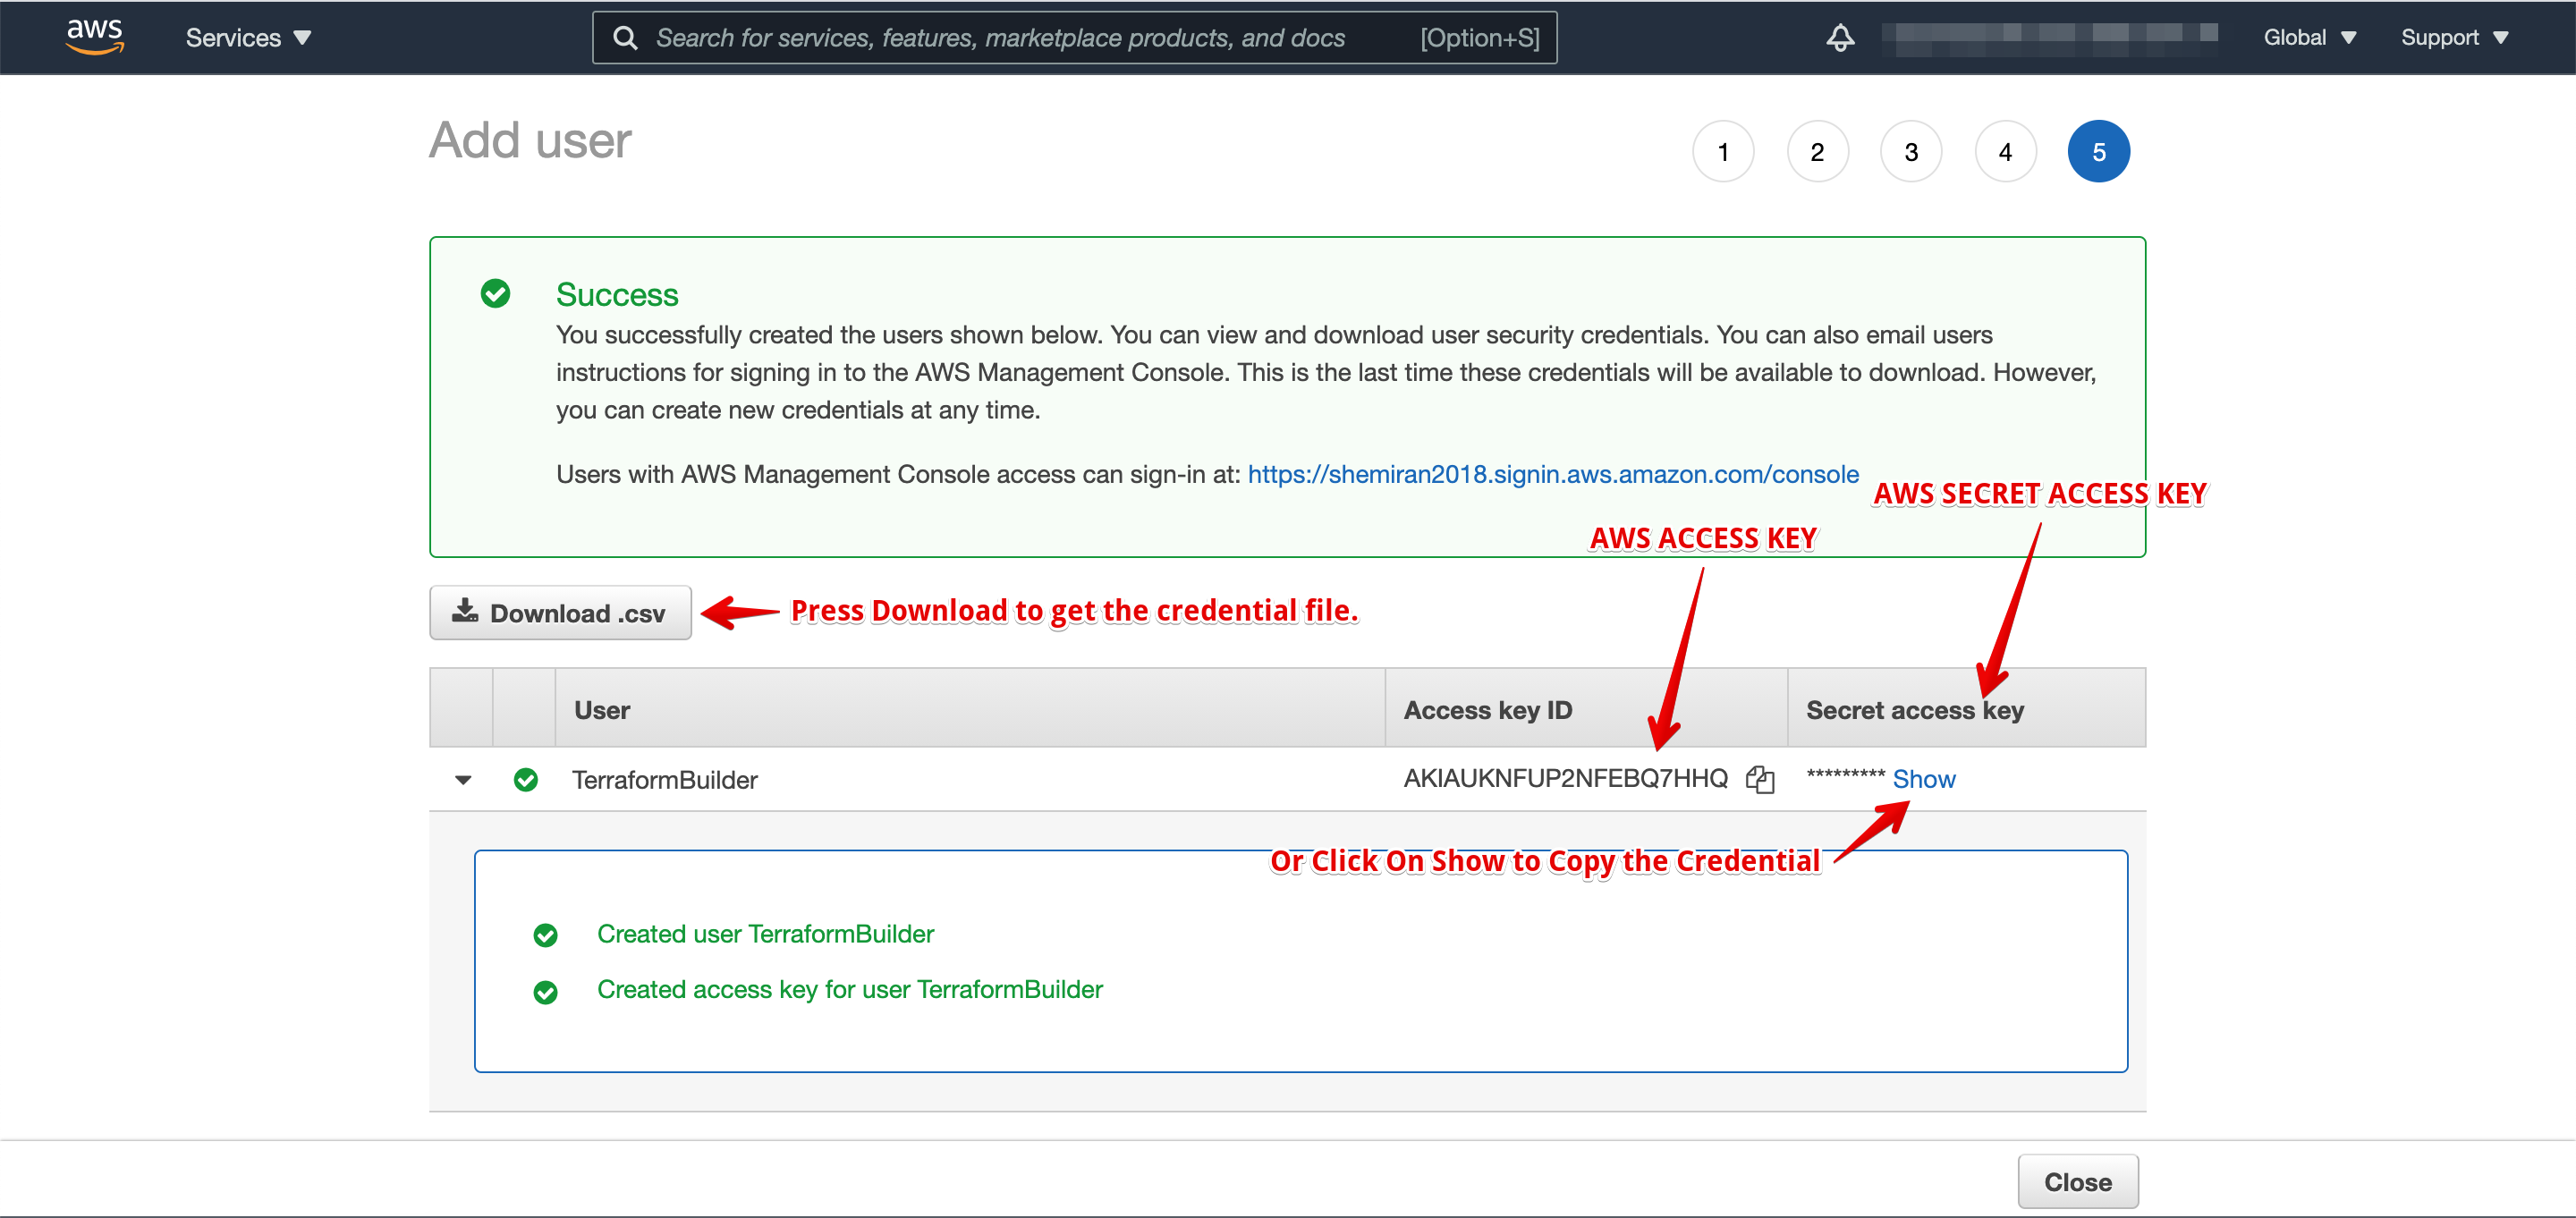 aws Services Search for services, features, marketplace products, and docs [Option+S] Global Support
Add user
1 2 3 4 5
Success
You successfully created the users shown below. You can view and download user security credentials. You can also email users
instructions for signing in to the AWS Management Console. This is the last time these credentials will be available to download. However,
you can create new credentials at any time.
Users with AWS Management Console access can sign-in at: https://shemiran2018.signin.aws.amazon.com/console
AWS SECRET ACCESS KEY
AWS ACCESS KEY
Download .csv Press Download to get the credential file.
User Access key ID Secret access key
TerraformBuilder AKIAUKNFUP2NFEBQ7HHQ ********* Show
Or Click On Show to Copy the Credential
Created user TerraformBuilder
Created access key for user TerraformBuilder
Close